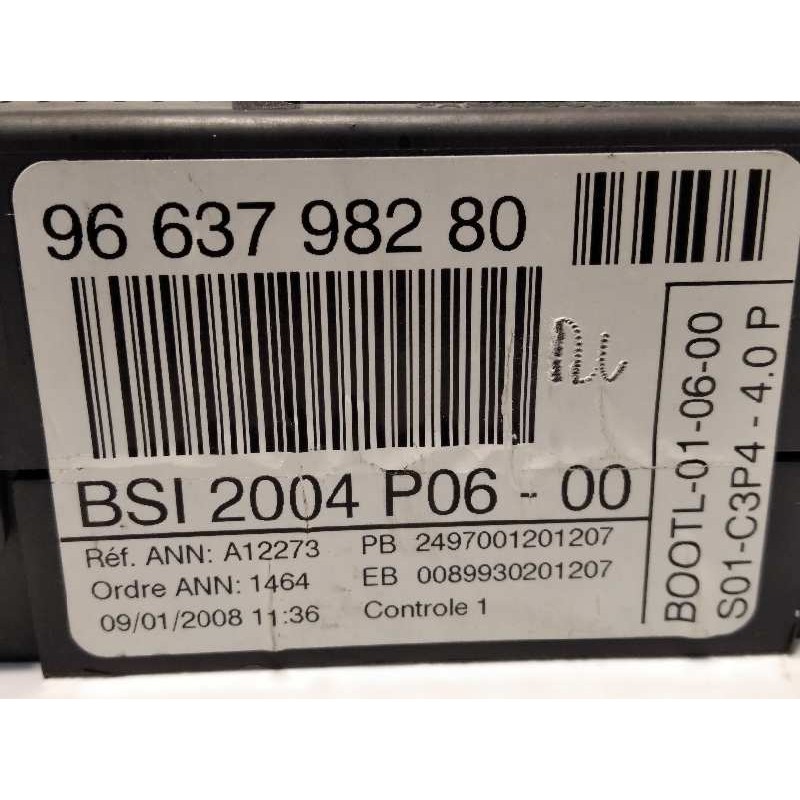 96 637 982 80
BSI 2004 P06 - 00
Réf. ANN: A12273 PB 2497001201207
Ordre ANN: 1464 EB 0089930201207
09/01/2008 11:36 Controle 1
BOOTL-01-06-00
S01-C3P4 - 4.0 P